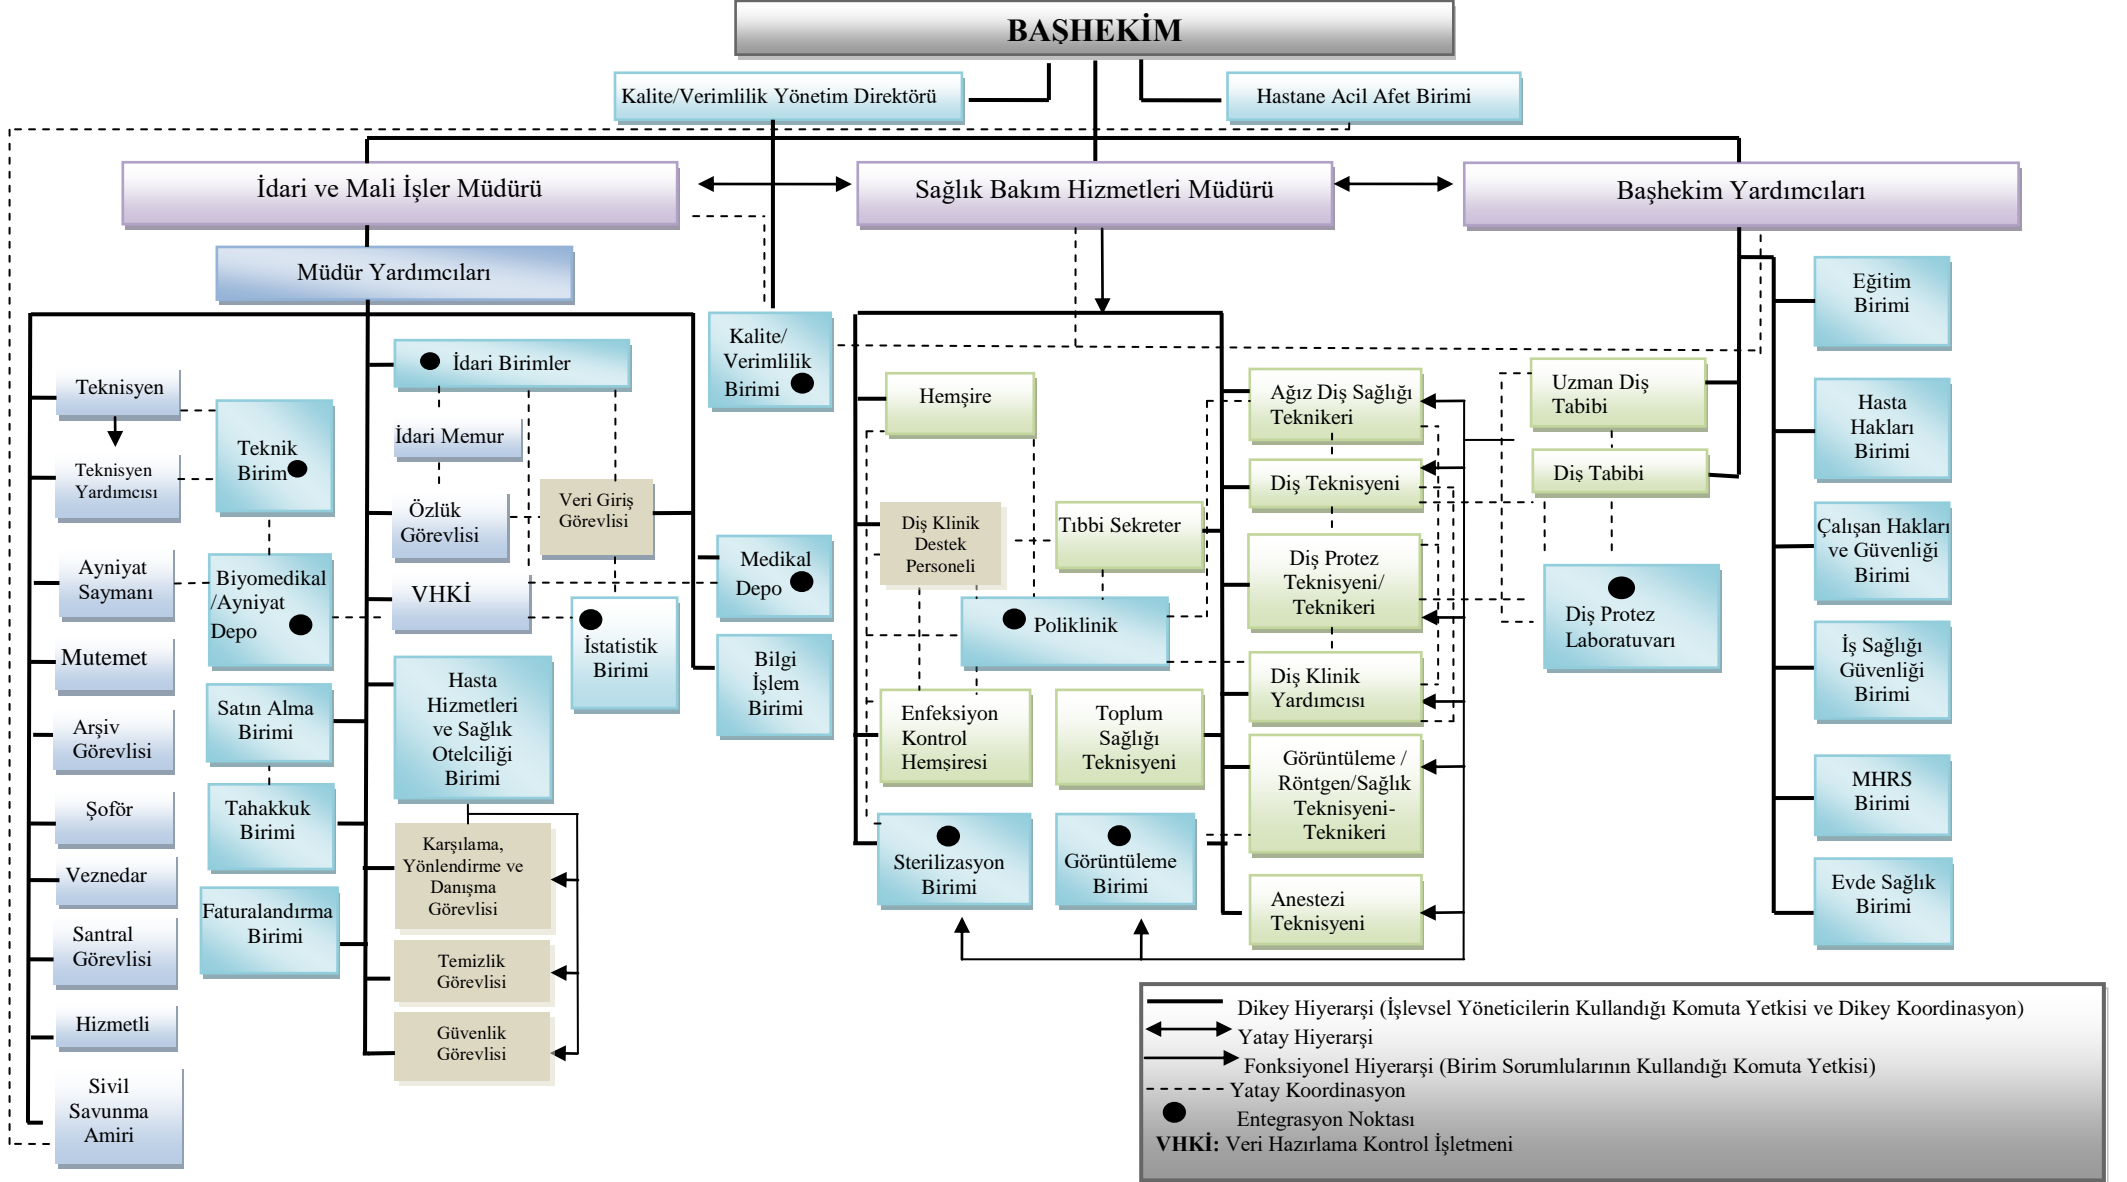 BAŞHEKİM
Kalite/Verimlilik Yönetim Direktörü
Hastane Acil Afet Birimi
İdari ve Mali İşler Müdürü
Sağlık Bakım Hizmetleri Müdürü
Başhekim Yardımcıları
Müdür Yardımcıları
Teknisyen
Teknisyen
Yardımcısı
Ayniyat
Saymanı
Mutemet
Arşiv
Görevlisi
Şoför
Veznedar
Santral
Görevlisi
Hizmetli
Sivil
Savunma
Amiri
Teknik
Birim
Biyomedikal
/Ayniyat
Depo
Satın Alma
Birimi
Tahakkuk
Birimi
Faturalandırma
Birimi
İdari Birimler
İdari Memur
Özlük
Görevlisi
VHKİ
Hasta
Hizmetleri
ve Sağlık
Otelciliği
Birimi
Karşılama,
Yönlendirme ve
Danışma
Görevlisi
Temizlik
Görevlisi
Güvenlik
Görevlisi
Veri Giriş
Görevlisi
İstatistik
Birimi
Kalite/
Verimlilik
Birimi
Medikal
Depo
Bilgi
İşlem
Birimi
Hemşire
Diş Klinik
Destek
Personeli
Tıbbi Sekreter
Poliklinik
Enfeksiyon
Kontrol
Hemşiresi
Toplum
Sağlığı
Teknisyeni
Sterilizasyon
Birimi
Görüntüleme
Birimi
Ağız Diş Sağlığı
Teknikeri
Diş Teknisyeni
Diş Protez
Teknisyeni/
Teknikeri
Diş Klinik
Yardımcısı
Görüntüleme /
Röntgen/Sağlık
Teknisyeni-
Teknikeri
Anestezi
Teknisyeni
Uzman Diş
Tabibi
Diş Tabibi
Diş Protez
Laboratuvarı
Eğitim
Birimi
Hasta
Hakları
Birimi
Çalışan Hakları
ve Güvenliği
Birimi
İş Sağlığı
Güvenliği
Birimi
MHRS
Birimi
Evde Sağlık
Birimi
Dikey Hiyerarşi (İşlevsel Yöneticilerin Kullandığı Komuta Yetkisi ve Dikey Koordinasyon)
Yatay Hiyerarşi
Fonksiyonel Hiyerarşi (Birim Sorumlularının Kullandığı Komuta Yetkisi)
Yatay Koordinasyon
Entegrasyon Noktası
VHKİ: Veri Hazırlama Kontrol İşletmeni